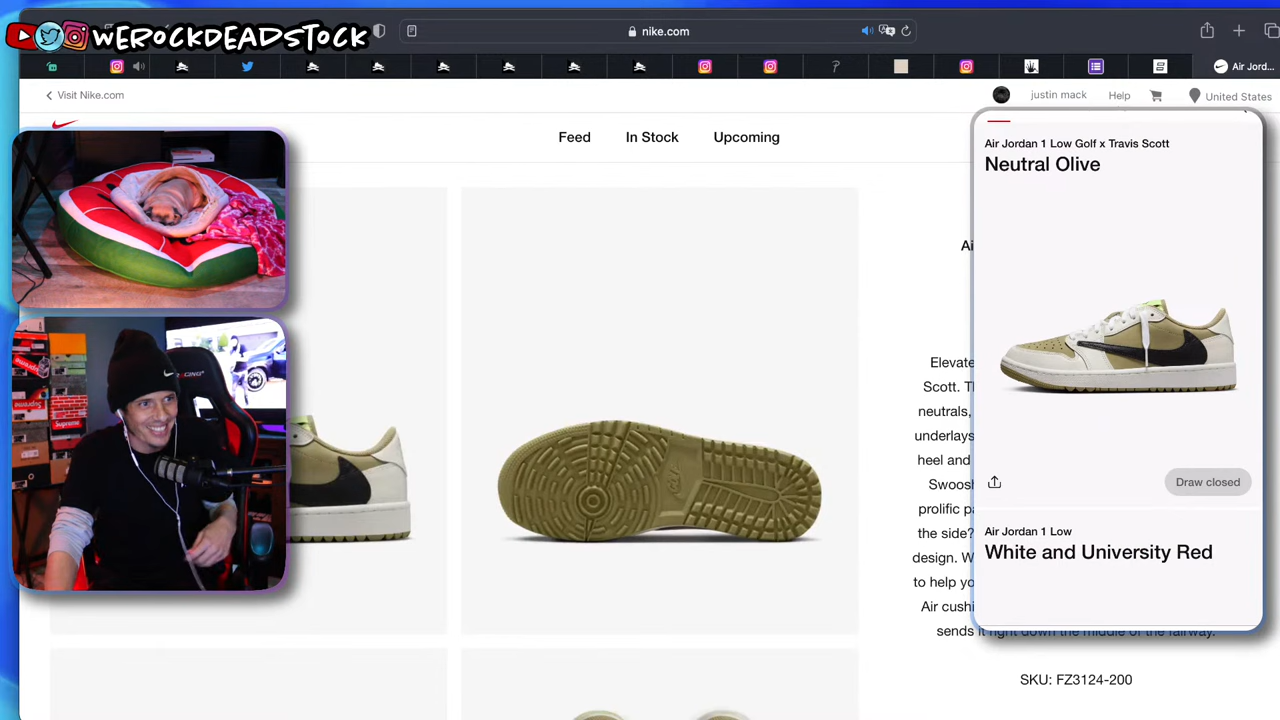 WEROCKDEADSTOCK
nike.com
Air Jord...
Visit Nike.com
justin mack
Help
United States
Feed
In Stock
Upcoming
Air Jordan 1 Low Golf x Travis Scott
Neutral Olive
Draw closed
Air Jordan 1 Low
White and University Red
Ai
Elevate
Scott. T
neutrals,
underlays
heel and
Swoosh
prolific pa
the side?
design. W
to help yo
Air cushi
sends it right down the middle of the fairway.
SKU: FZ3124-200
Supreme